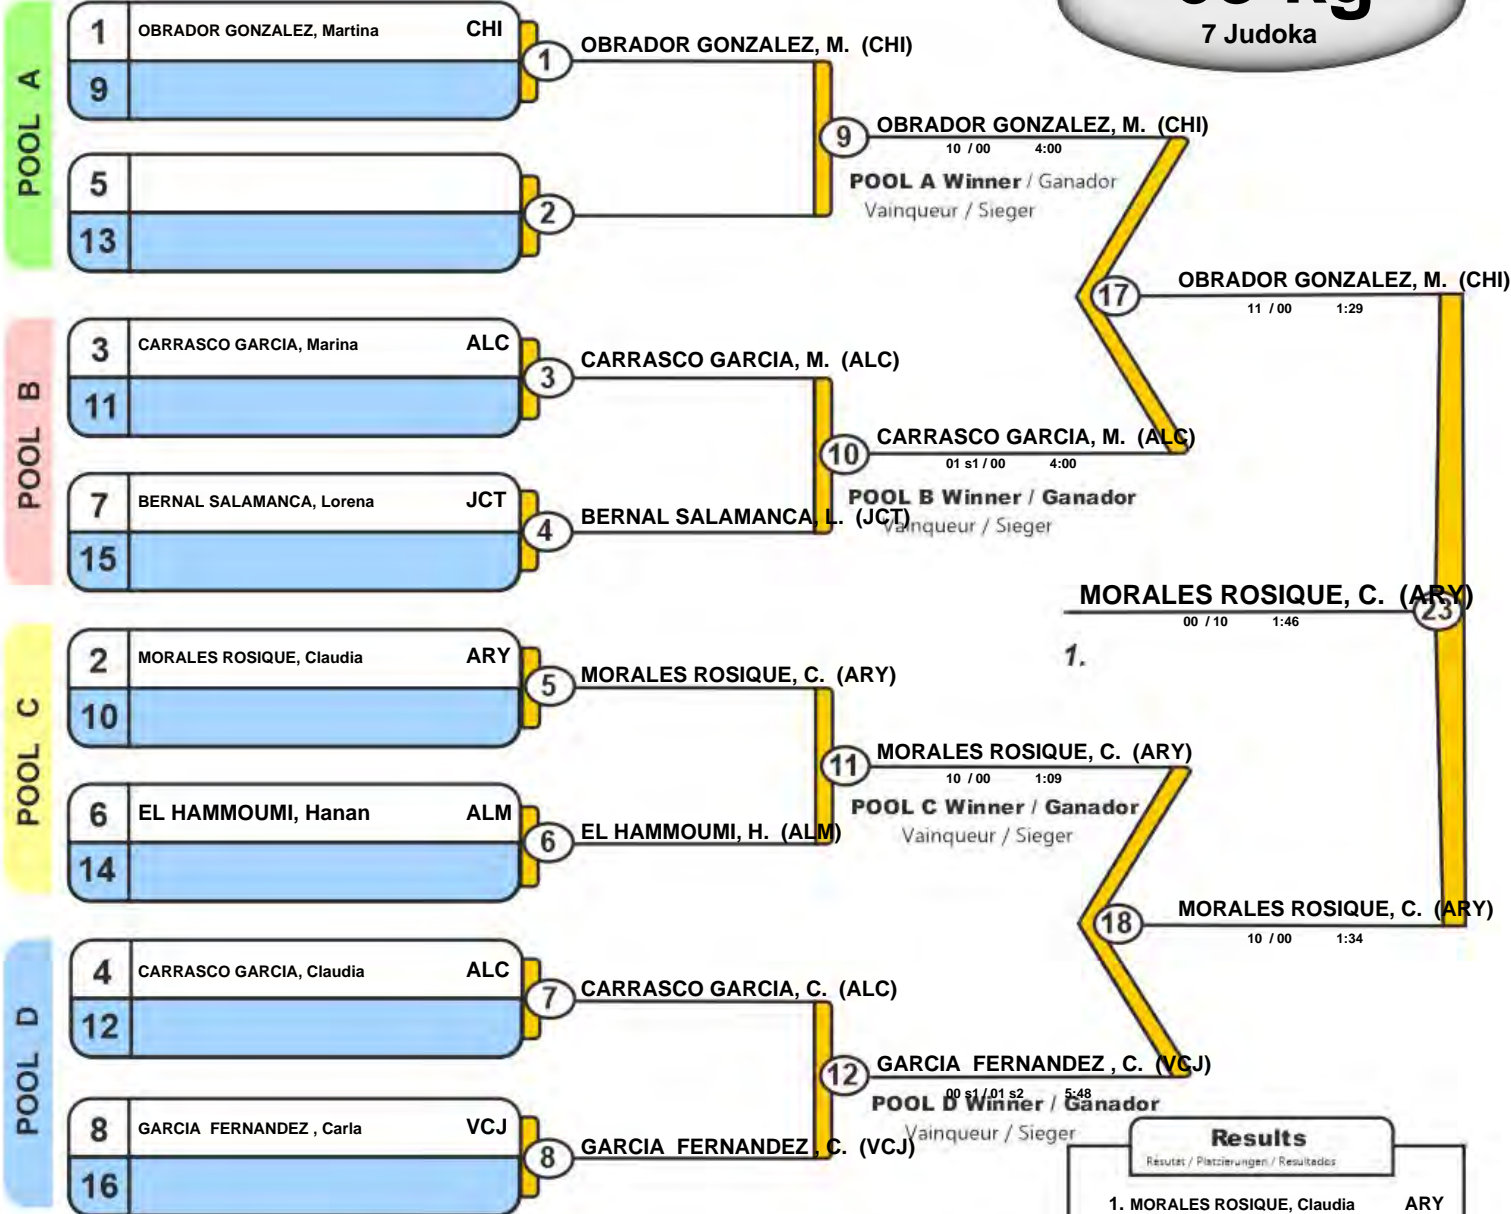 7 Judoka
POOL A
1 OBRADOR GONZALEZ, Martina CHI
9
5
13
1
OBRADOR GONZALEZ, M. (CHI)
2
9
OBRADOR GONZALEZ, M. (CHI)
10 / 00 4:00
POOL A Winner / Ganador
Vainqueur / Sieger
17
OBRADOR GONZALEZ, M. (CHI)
11 / 00 1:29
POOL B
3 CARRASCO GARCIA, Marina ALC
11
7 BERNAL SALAMANCA, Lorena JCT
15
3
CARRASCO GARCIA, M. (ALC)
4
BERNAL SALAMANCA, L. (JCT)
10
CARRASCO GARCIA, M. (ALC)
01 s1 / 00 4:00
POOL B Winner / Ganador
Vainqueur / Sieger
MORALES ROSIQUE, C. (ARY)
23
00 / 10 1:46
1.
POOL C
2 MORALES ROSIQUE, Claudia ARY
10
6 EL HAMMOUMI, Hanan ALM
14
5
MORALES ROSIQUE, C. (ARY)
6
EL HAMMOUMI, H. (ALM)
11
MORALES ROSIQUE, C. (ARY)
10 / 00 1:09
POOL C Winner / Ganador
Vainqueur / Sieger
18
MORALES ROSIQUE, C. (ARY)
10 / 00 1:34
POOL D
4 CARRASCO GARCIA, Claudia ALC
12
8 GARCIA FERNANDEZ , Carla VCJ
16
7
CARRASCO GARCIA, C. (ALC)
8
GARCIA FERNANDEZ , C. (VCJ)
12
GARCIA FERNANDEZ , C. (VCJ)
00 s1 / 01 s2 5:48
POOL D Winner / Ganador
Vainqueur / Sieger
Results
Résutat / Platzierungen / Resultados
1. MORALES ROSIQUE, Claudia ARY